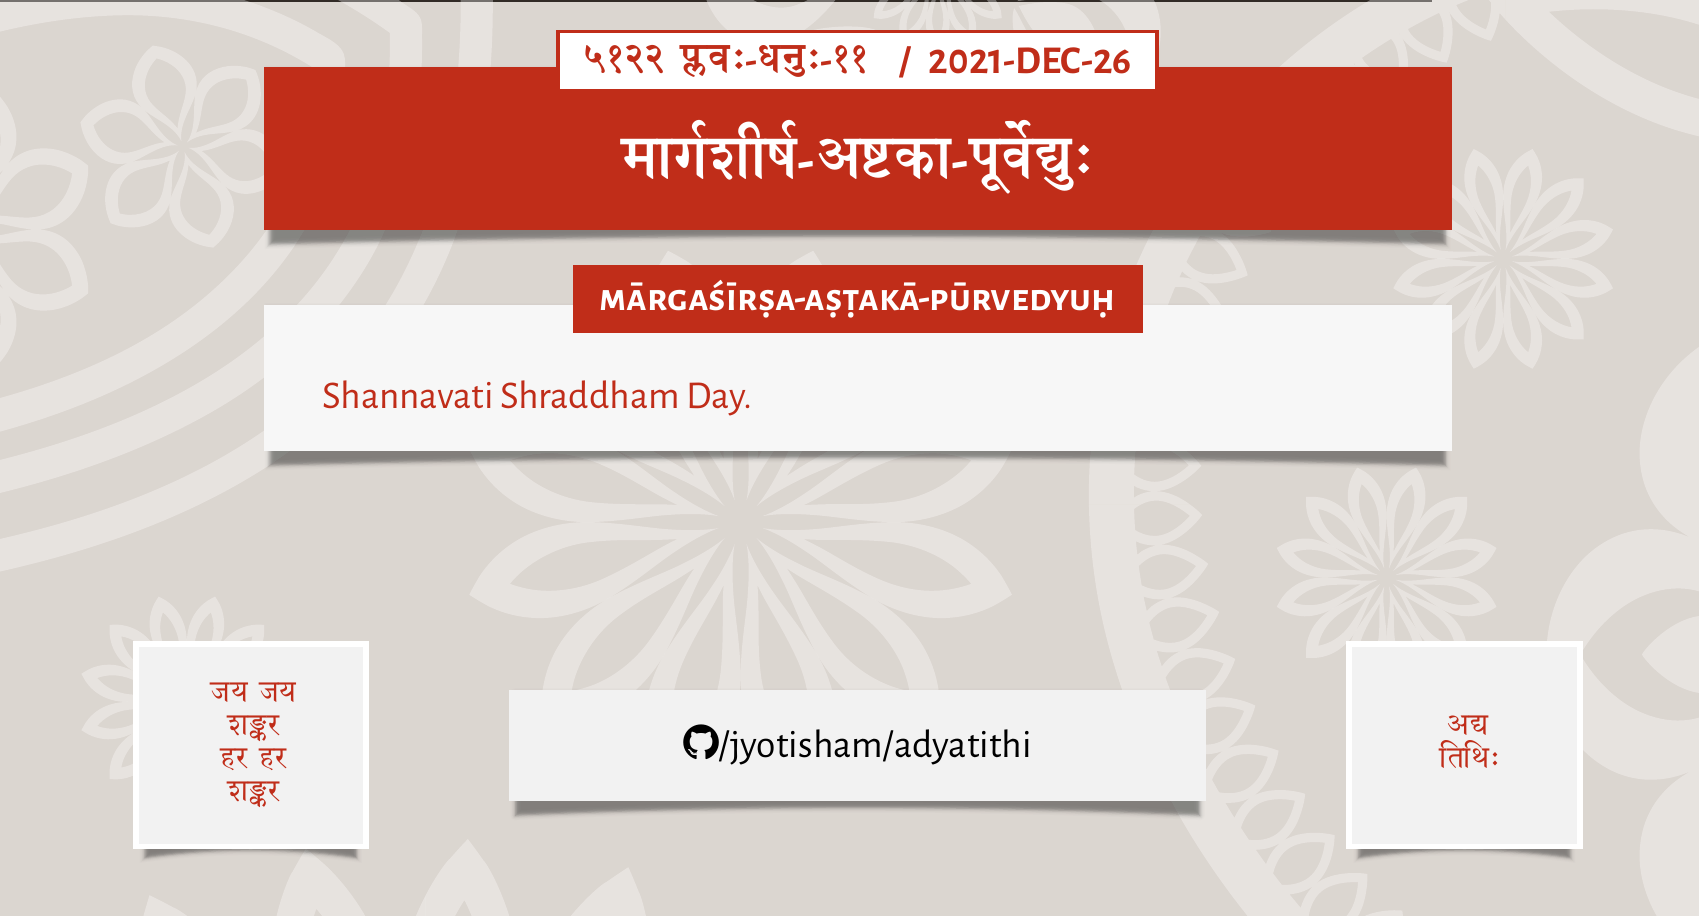 ५१२२ प्लवः-धनुः-११ / 2021-DEC-26
मार्गशीर्ष-अष्टका-पूर्वेद्युः
MĀRGAŚĪRṢA-AṢṬAKĀ-PŪRVEDYUḤ
Shannavati Shraddham Day.
जय जय
शङ्कर
हर हर
शङ्कर
/jyotisham/adyatithi
अद्य
तिथिः